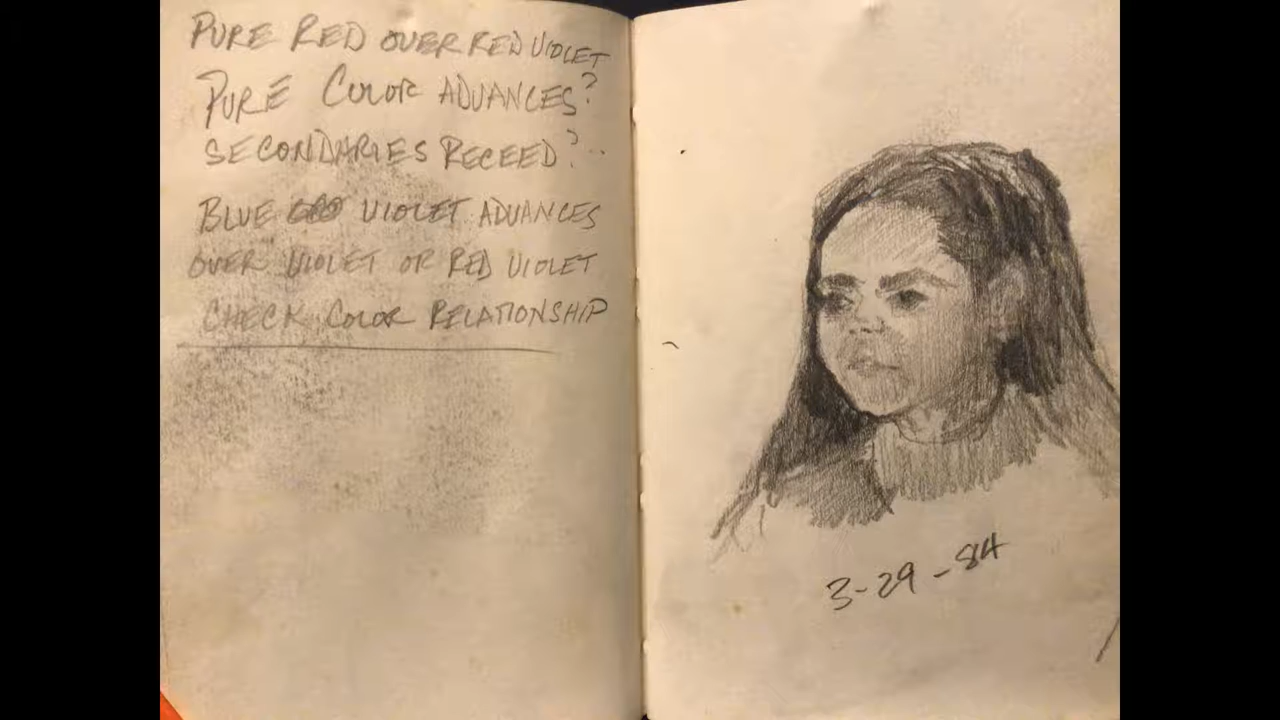 PURE RED OVER RED VIOLET
PURE COLOR ADVANCES?
SECONDARIES RECEED?..
BLUE VIOLET ADVANCES
OVER VIOLET OR RED VIOLET
CHECK COLOR RELATIONSHIP
3-29-84